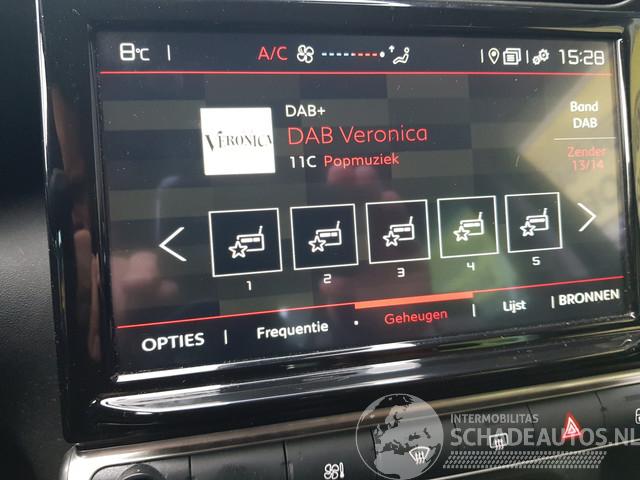 8°C | A/C 15:28
VERONICA
DAB+
DAB Veronica
11C Popmuziek
Band
DAB
Zender
13/14
1 2 3 4 5
OPTIES | Frequentie • Geheugen | Lijst | BRONNEN
INTERMOBILITAS
SCHADEAUTOS.NL